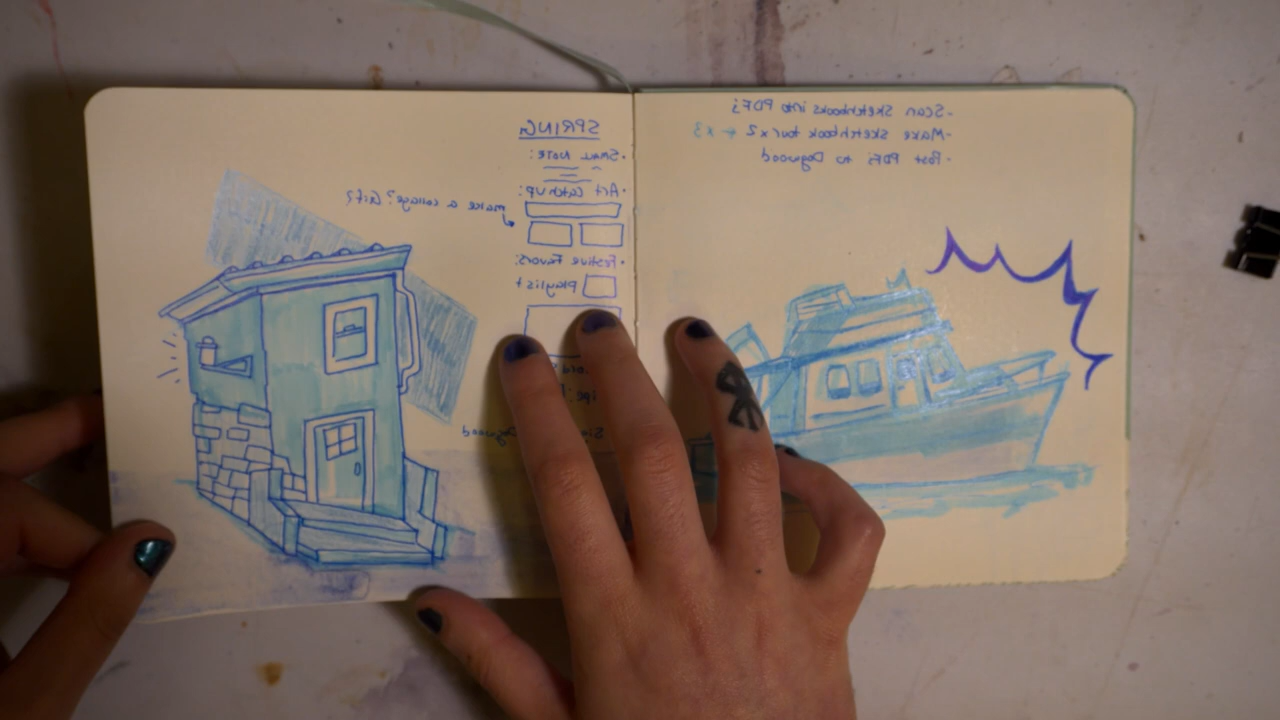 -Scan Sketchbooks into PDFs
-Make sketchbook tour x2 ← x3
-Post PDFs to Dogwood
SPRING
•Small Note:
•Art Catch up:
make a collage? Gif?
•Festive Favors:
Playlist
Dogwood